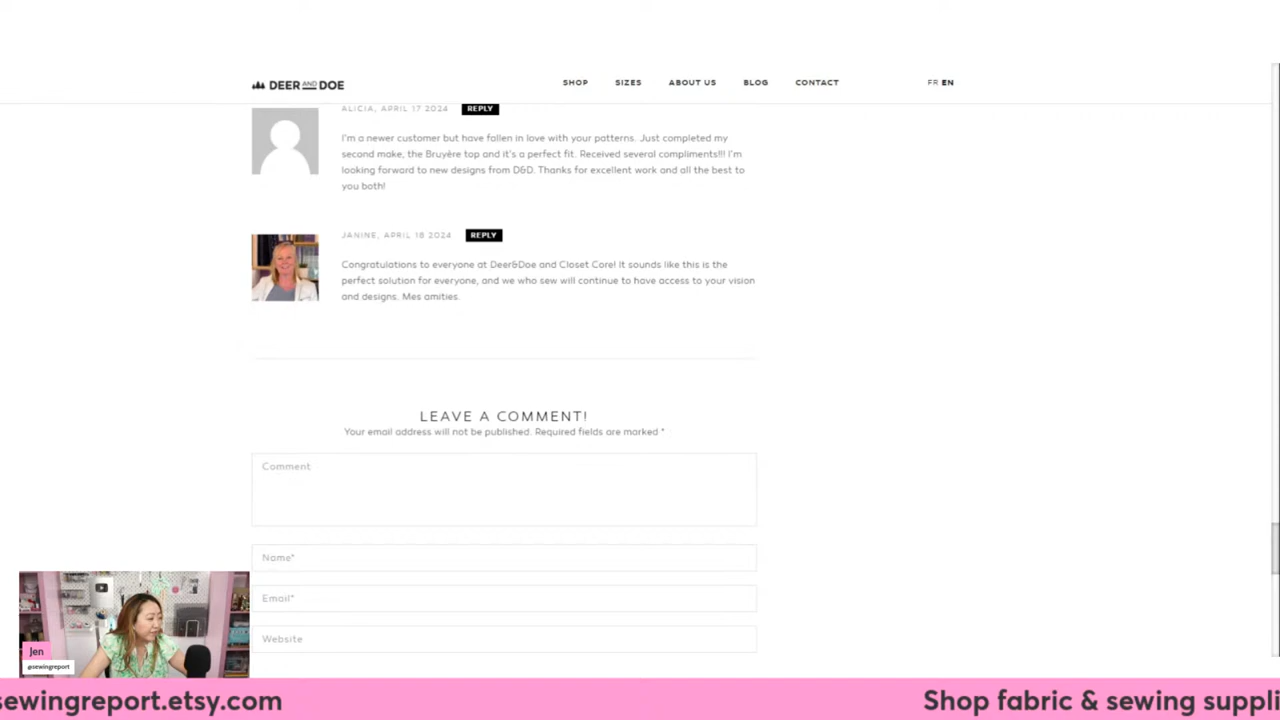 DEER AND DOE
SHOP SIZES ABOUT US BLOG CONTACT FR EN
ALICIA, APRIL 17 2024 REPLY
I'm a newer customer but have fallen in love with your patterns. Just completed my
second make, the Bruyère top and it's a perfect fit. Received several compliments!!! I'm
looking forward to new designs from D&D. Thanks for excellent work and all the best to
you both!
JANINE, APRIL 18 2024 REPLY
Congratulations to everyone at Deer&Doe and Closet Core! It sounds like this is the
perfect solution for everyone, and we who sew will continue to have access to your vision
and designs. Mes amities.
LEAVE A COMMENT!
Your email address will not be published. Required fields are marked *
Comment
Name*
Email*
Website
Jen
@sewingreport
sewingreport.etsy.com
Shop fabric & sewing suppli